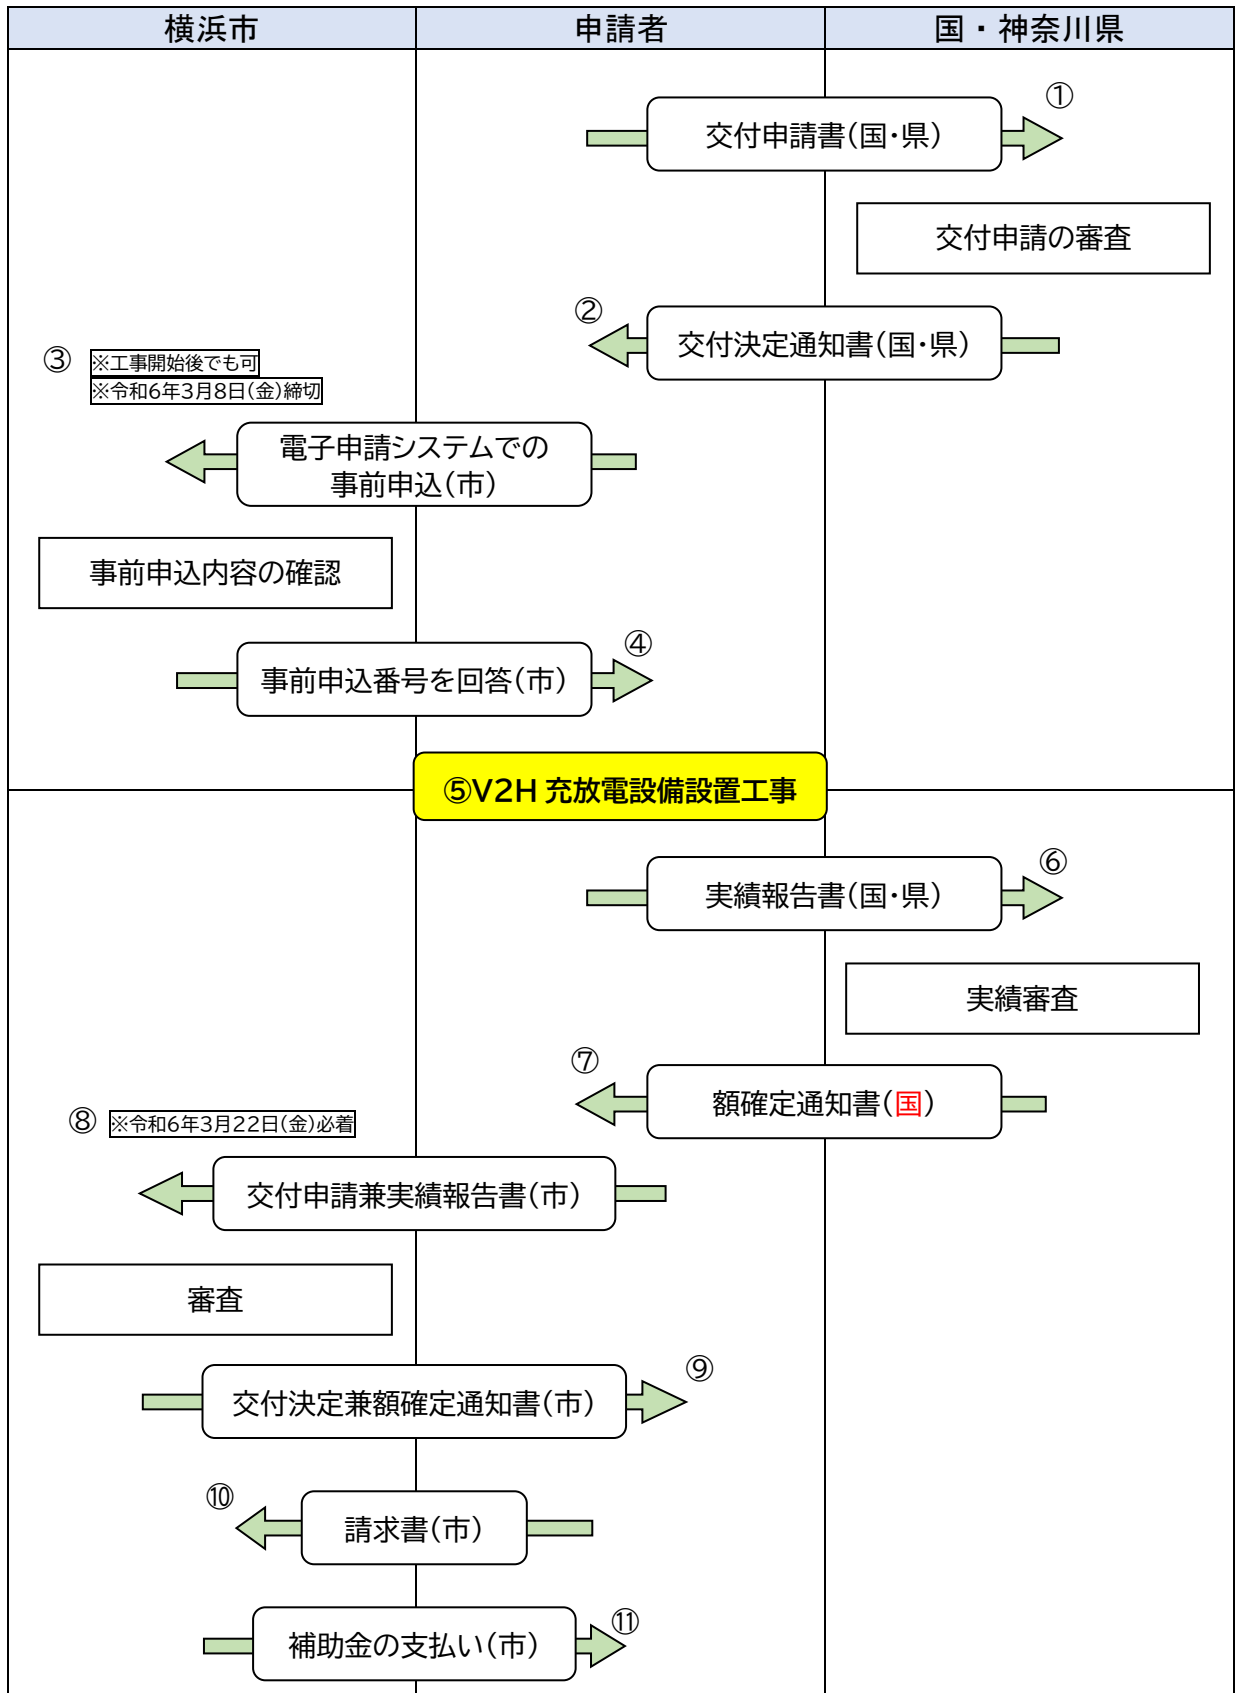 横浜市
申請者
国・神奈川県
①
交付申請書(国・県)
交付申請の審査
②
交付決定通知書(国・県)
③
※工事開始後でも可
※令和6年3月8日(金)締切
電子申請システムでの
事前申込(市)
事前申込内容の確認
④
事前申込番号を回答(市)
⑤V2H 充放電設備設置工事
⑥
実績報告書(国・県)
実績審査
⑦
額確定通知書(国)
⑧
※令和6年3月22日(金)必着
交付申請兼実績報告書(市)
審査
⑨
交付決定兼額確定通知書(市)
⑩
請求書(市)
⑪
補助金の支払い(市)